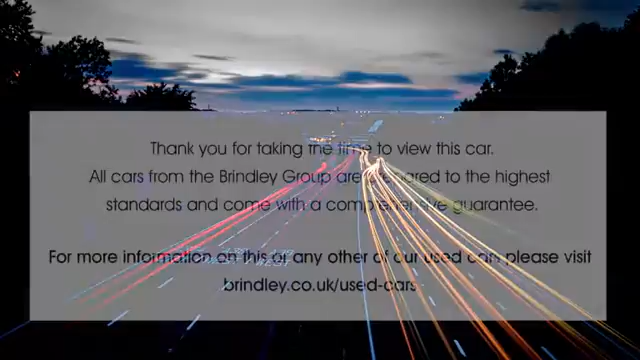 Thank you for taking the time to view this car.
All cars from the Brindley Group are prepared to the highest
standards and come with a comprehensive guarantee.
For more information on this or any other of our used cars please visit
brindley.co.uk/used-cars